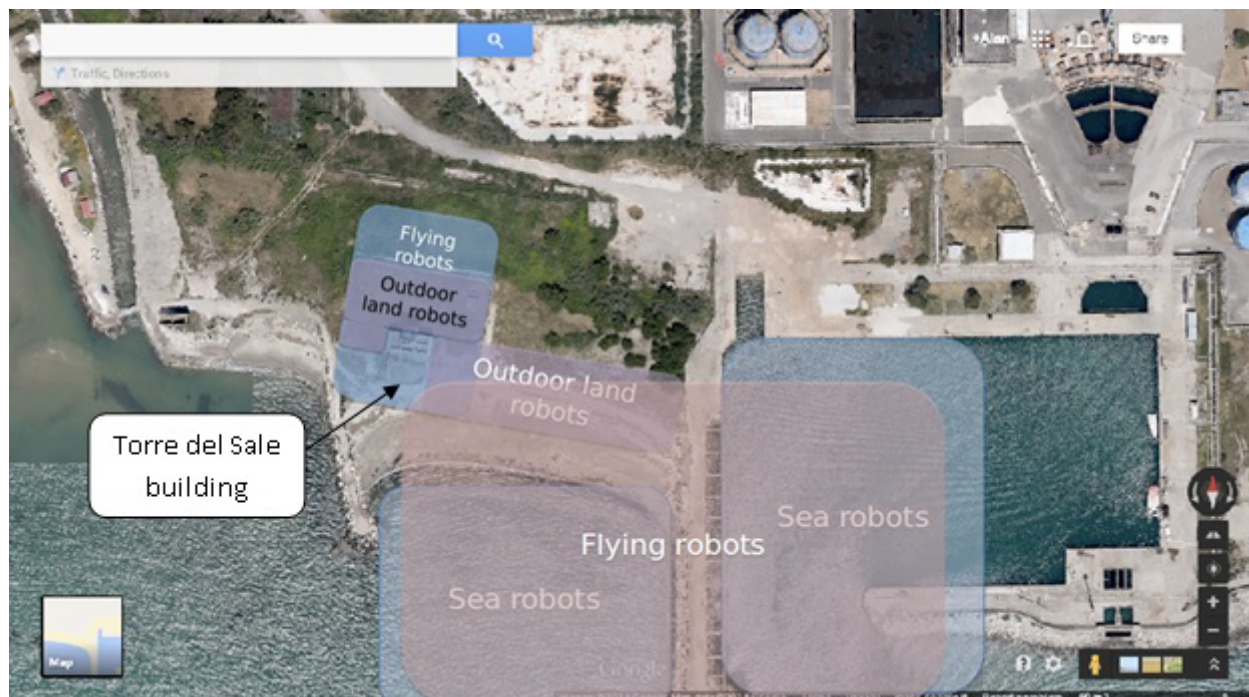 +Alan
Share
Traffic, Directions
Flying
robots
Outdoor
land robots
Outdoor land
robots
Torre del Sale
building
Sea robots
Flying robots
Sea robots
Google
Map